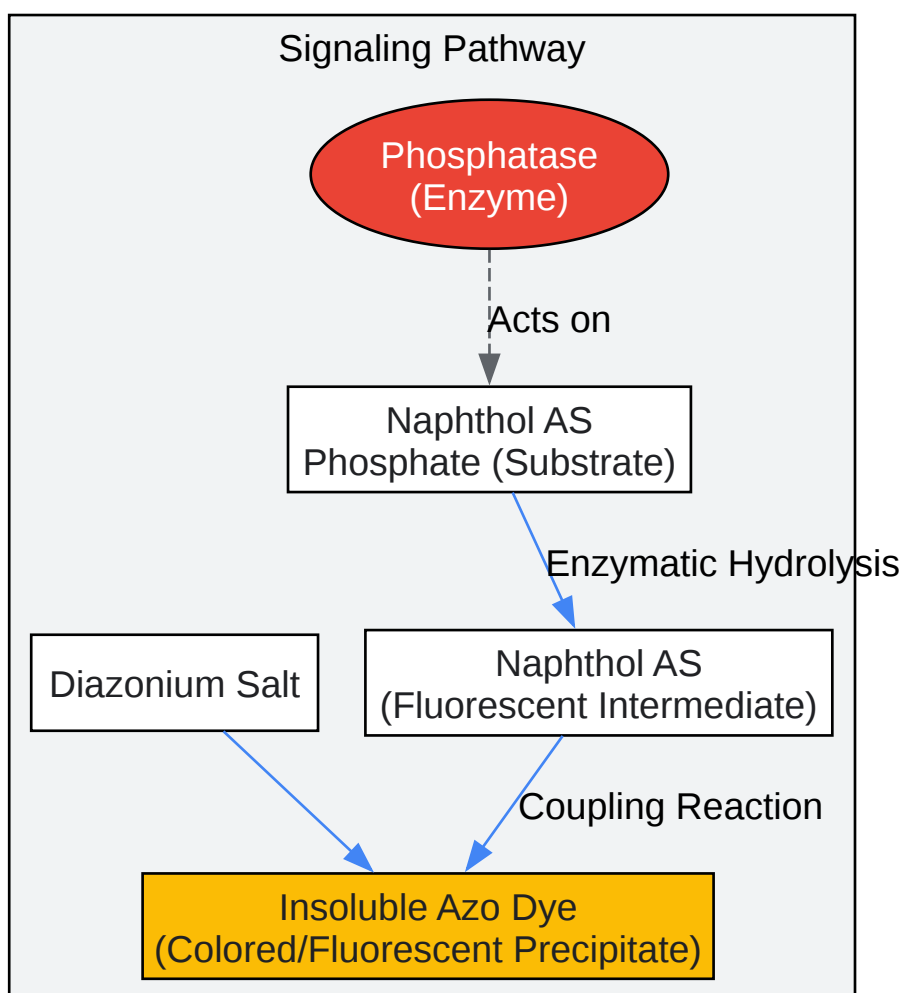 Signaling Pathway
Phosphatase
(Enzyme)
Acts on
Naphthol AS
Phosphate (Substrate)
Enzymatic Hydrolysis
Diazonium Salt
Naphthol AS
(Fluorescent Intermediate)
Coupling Reaction
Insoluble Azo Dye
(Colored/Fluorescent Precipitate)